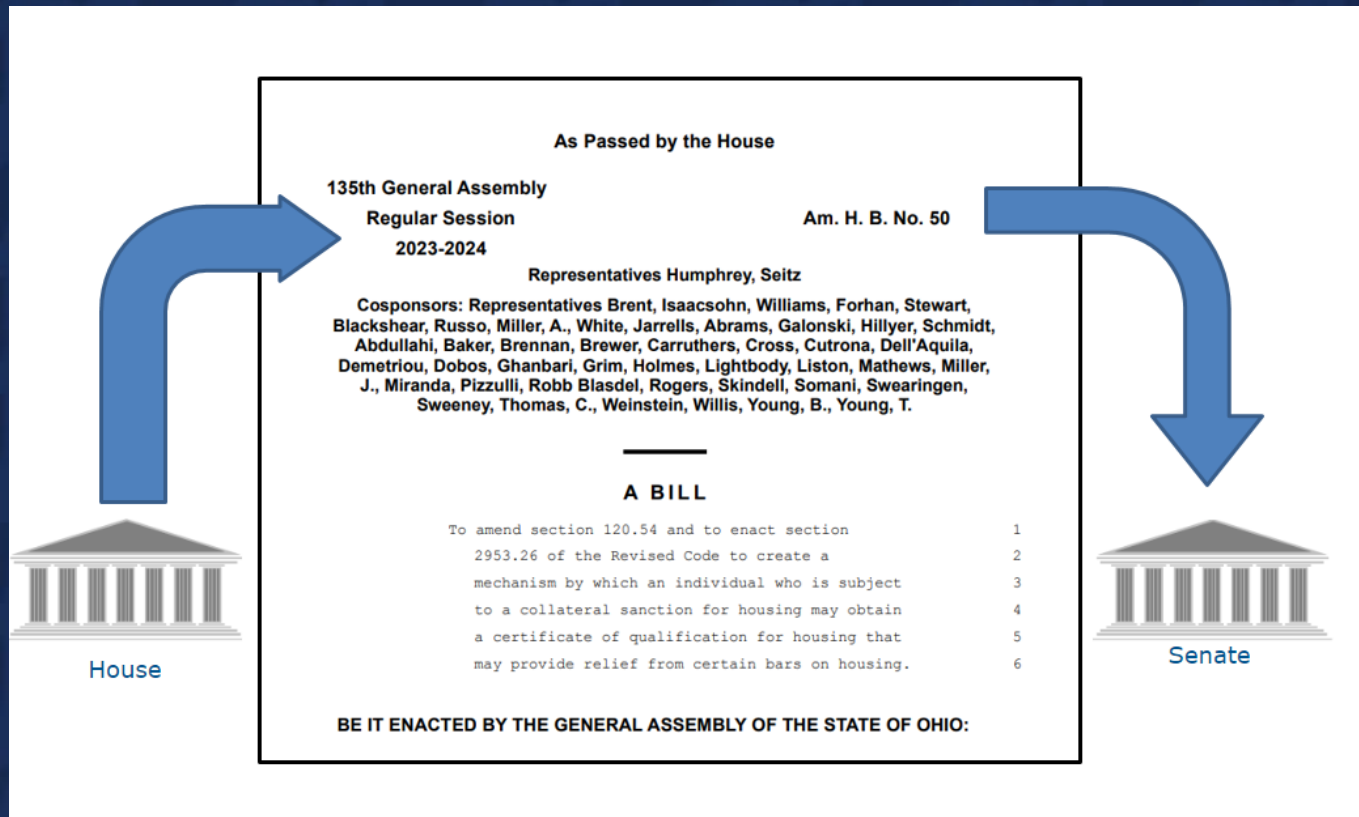 As Passed by the House
135th General Assembly
Regular Session
Am. H. B. No. 50
2023-2024
Representatives Humphrey, Seitz
Cosponsors: Representatives Brent, Isaacsohn, Williams, Forhan, Stewart,
Blackshear, Russo, Miller, A., White, Jarrells, Abrams, Galonski, Hillyer, Schmidt,
Abdullahi, Baker, Brennan, Brewer, Carruthers, Cross, Cutrona, Dell'Aquila,
Demetriou, Dobos, Ghanbari, Grim, Holmes, Lightbody, Liston, Mathews, Miller,
J., Miranda, Pizzulli, Robb Blasdel, Rogers, Skindell, Somani, Swearingen,
Sweeney, Thomas, C., Weinstein, Willis, Young, B., Young, T.
A BILL
To amend section 120.54 and to enact section 1
2953.26 of the Revised Code to create a 2
mechanism by which an individual who is subject 3
to a collateral sanction for housing may obtain 4
a certificate of qualification for housing that 5
may provide relief from certain bars on housing. 6
BE IT ENACTED BY THE GENERAL ASSEMBLY OF THE STATE OF OHIO:
House
Senate